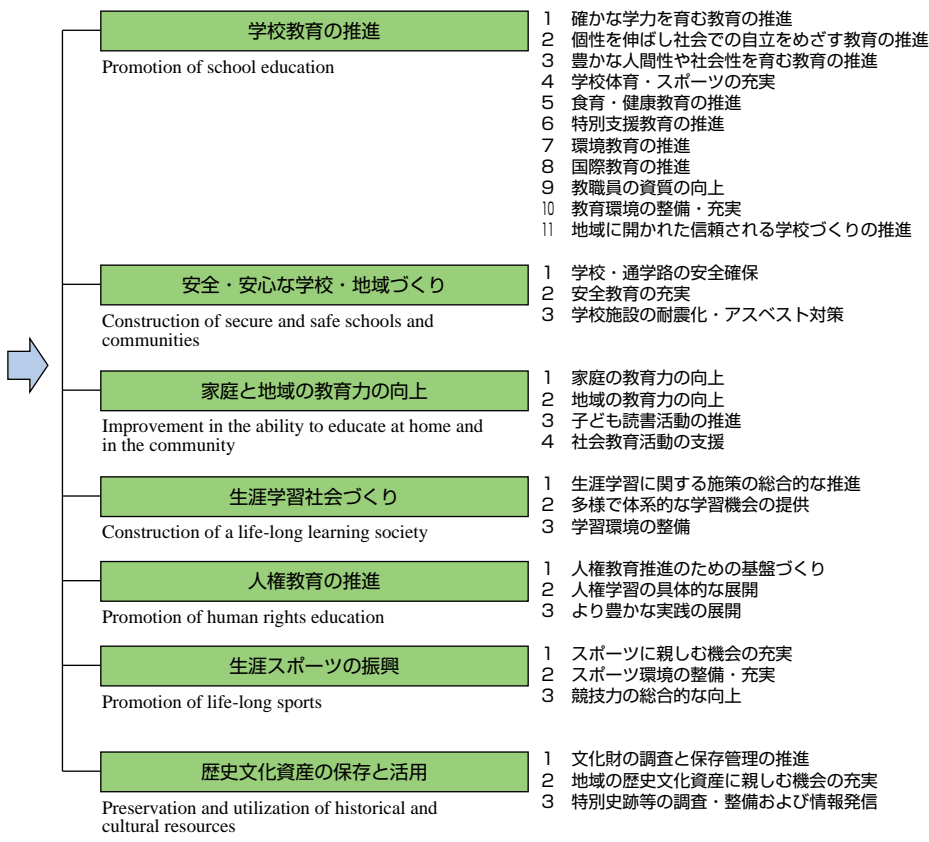 学校教育の推進
Promotion of school education
1 確かな学力を育む教育の推進
2 個性を伸ばし社会での自立をめざす教育の推進
3 豊かな人間性や社会性を育む教育の推進
4 学校体育・スポーツの充実
5 食育・健康教育の推進
6 特別支援教育の推進
7 環境教育の推進
8 国際教育の推進
9 教職員の資質の向上
10 教育環境の整備・充実
11 地域に開かれた信頼される学校づくりの推進
安全・安心な学校・地域づくり
Construction of secure and safe schools and
communities
1 学校・通学路の安全確保
2 安全教育の充実
3 学校施設の耐震化・アスベスト対策
家庭と地域の教育力の向上
Improvement in the ability to educate at home and
in the community
1 家庭の教育力の向上
2 地域の教育力の向上
3 子ども読書活動の推進
4 社会教育活動の支援
生涯学習社会づくり
Construction of a life-long learning society
1 生涯学習に関する施策の総合的な推進
2 多様で体系的な学習機会の提供
3 学習環境の整備
人権教育の推進
Promotion of human rights education
1 人権教育推進のための基盤づくり
2 人権学習の具体的な展開
3 より豊かな実践の展開
生涯スポーツの振興
Promotion of life-long sports
1 スポーツに親しむ機会の充実
2 スポーツ環境の整備・充実
3 競技力の総合的な向上
歴史文化資産の保存と活用
Preservation and utilization of historical and
cultural resources
1 文化財の調査と保存管理の推進
2 地域の歴史文化資産に親しむ機会の充実
3 特別史跡等の調査・整備および情報発信